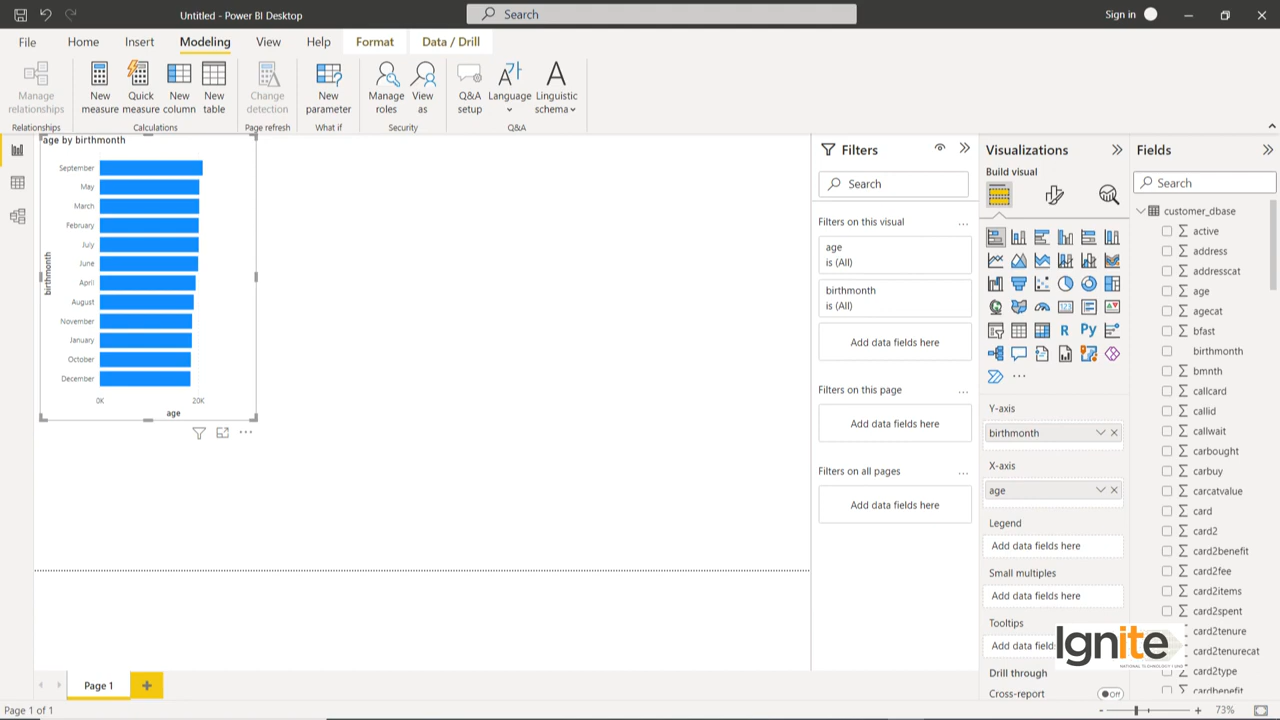 Untitled - Power BI Desktop
Search
Sign in
File
Home
Insert
Modeling
View
Help
Format
Data / Drill
Manage relationships
New measure
Quick measure
New column
New table
Change detection
New parameter
Manage roles
View as
Q&A setup
Language
Linguistic schema
Relationships
Calculations
Page refresh
What if
Security
Q&A
age by birthmonth
birthmonth
September
May
March
February
July
June
April
August
November
January
October
December
0K
20K
age
Filters
Search
Filters on this visual
...
age
is (All)
birthmonth
is (All)
Add data fields here
Filters on this page
...
Add data fields here
Filters on all pages
...
Add data fields here
Visualizations
Build visual
R
Py
123
...
Y-axis
birthmonth
X-axis
age
Legend
Add data fields here
Small multiples
Add data fields here
Tooltips
Add data field
Drill through
Cross-report
Off
Fields
Search
customer_dbase
active
address
addresscat
age
agecat
bfast
birthmonth
bmnth
callcard
callid
callwait
carbought
carbuy
carcatvalue
card
card2
card2benefit
card2fee
card2items
card2spent
card2tenure
card2tenurecat
card2type
cardbenefit
Ignite
NATIONAL TECHNOLOGY FUND
Page 1
Page 1 of 1
73%